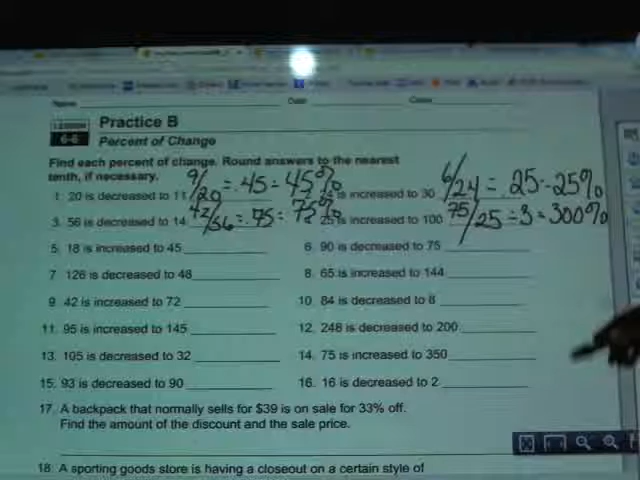 Name Date Class
LESSON 6-6 Practice B
Percent of Change
Find each percent of change. Round answers to the nearest
tenth, if necessary.
1. 20 is decreased to 11 9/20 = .45 = 45%
is increased to 30 6/24 = .25 = 25%
3. 56 is decreased to 14 42/56 = .75 = 75%
25 is increased to 100 75/25 = 3 = 300%
5. 18 is increased to 45
6. 90 is decreased to 75
7. 126 is decreased to 48
8. 65 is increased to 144
9. 42 is increased to 72
10. 84 is decreased to 8
11. 95 is increased to 145
12. 248 is decreased to 200
13. 105 is decreased to 32
14. 75 is increased to 350
15. 93 is decreased to 90
16. 16 is decreased to 2
17. A backpack that normally sells for $39 is on sale for 33% off.
Find the amount of the discount and the sale price.
18. A sporting goods store is having a closeout on a certain style of